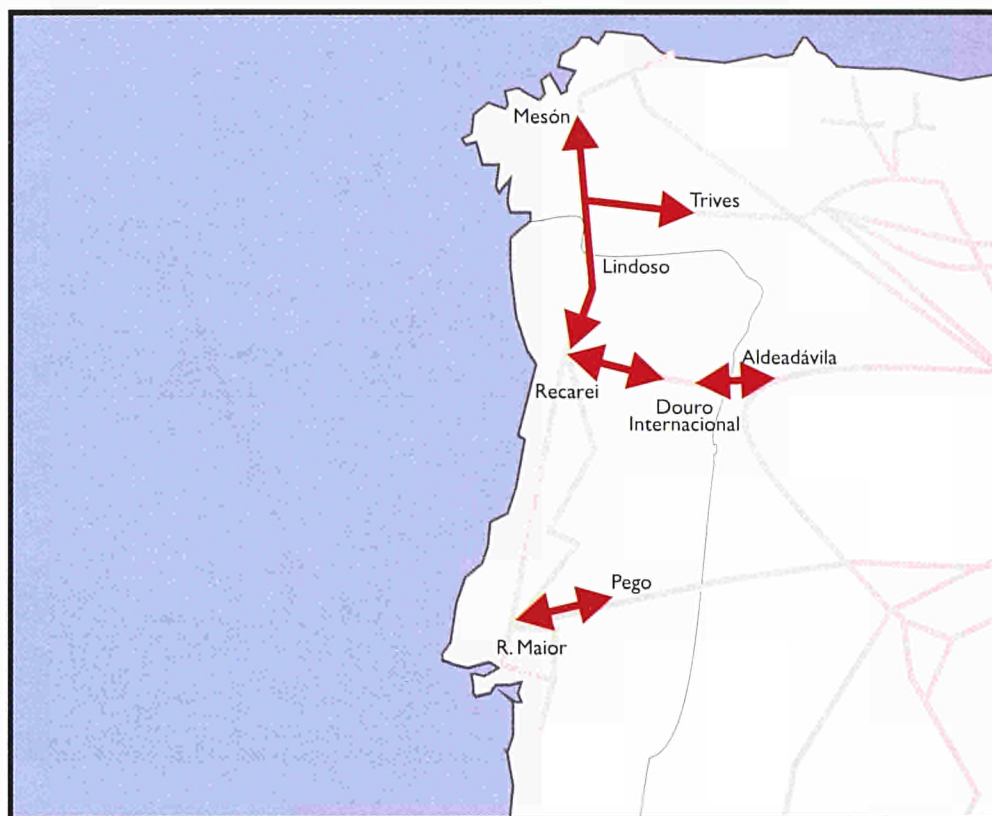 Mesón
Trives
Lindoso
Aldeadávila
Recarei
Douro
Internacional
Pego
R. Maior